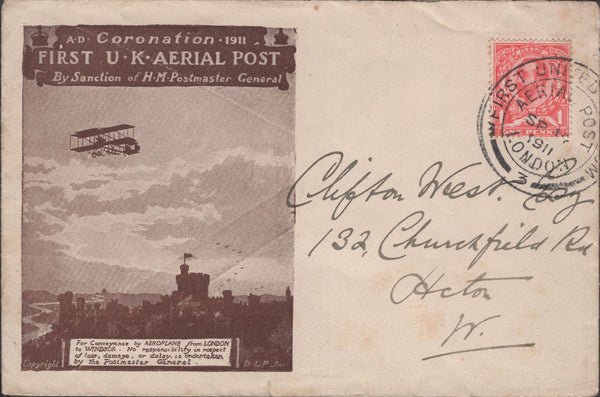 A·D· Coronation · 1911
FIRST U·K·AERIAL POST
By Sanction of H·M·Postmaster General
For Conveyance by AEROPLANE from LONDON
to WINDSOR. No responsibility in respect
of loss, damage, or delay, is undertaken
by the Postmaster General.
Copyright
FIRST UNITED
AERIAL POST
1911
LONDON
3
Clifton West. Esq
132, Churchfield Rd
Acton
W.